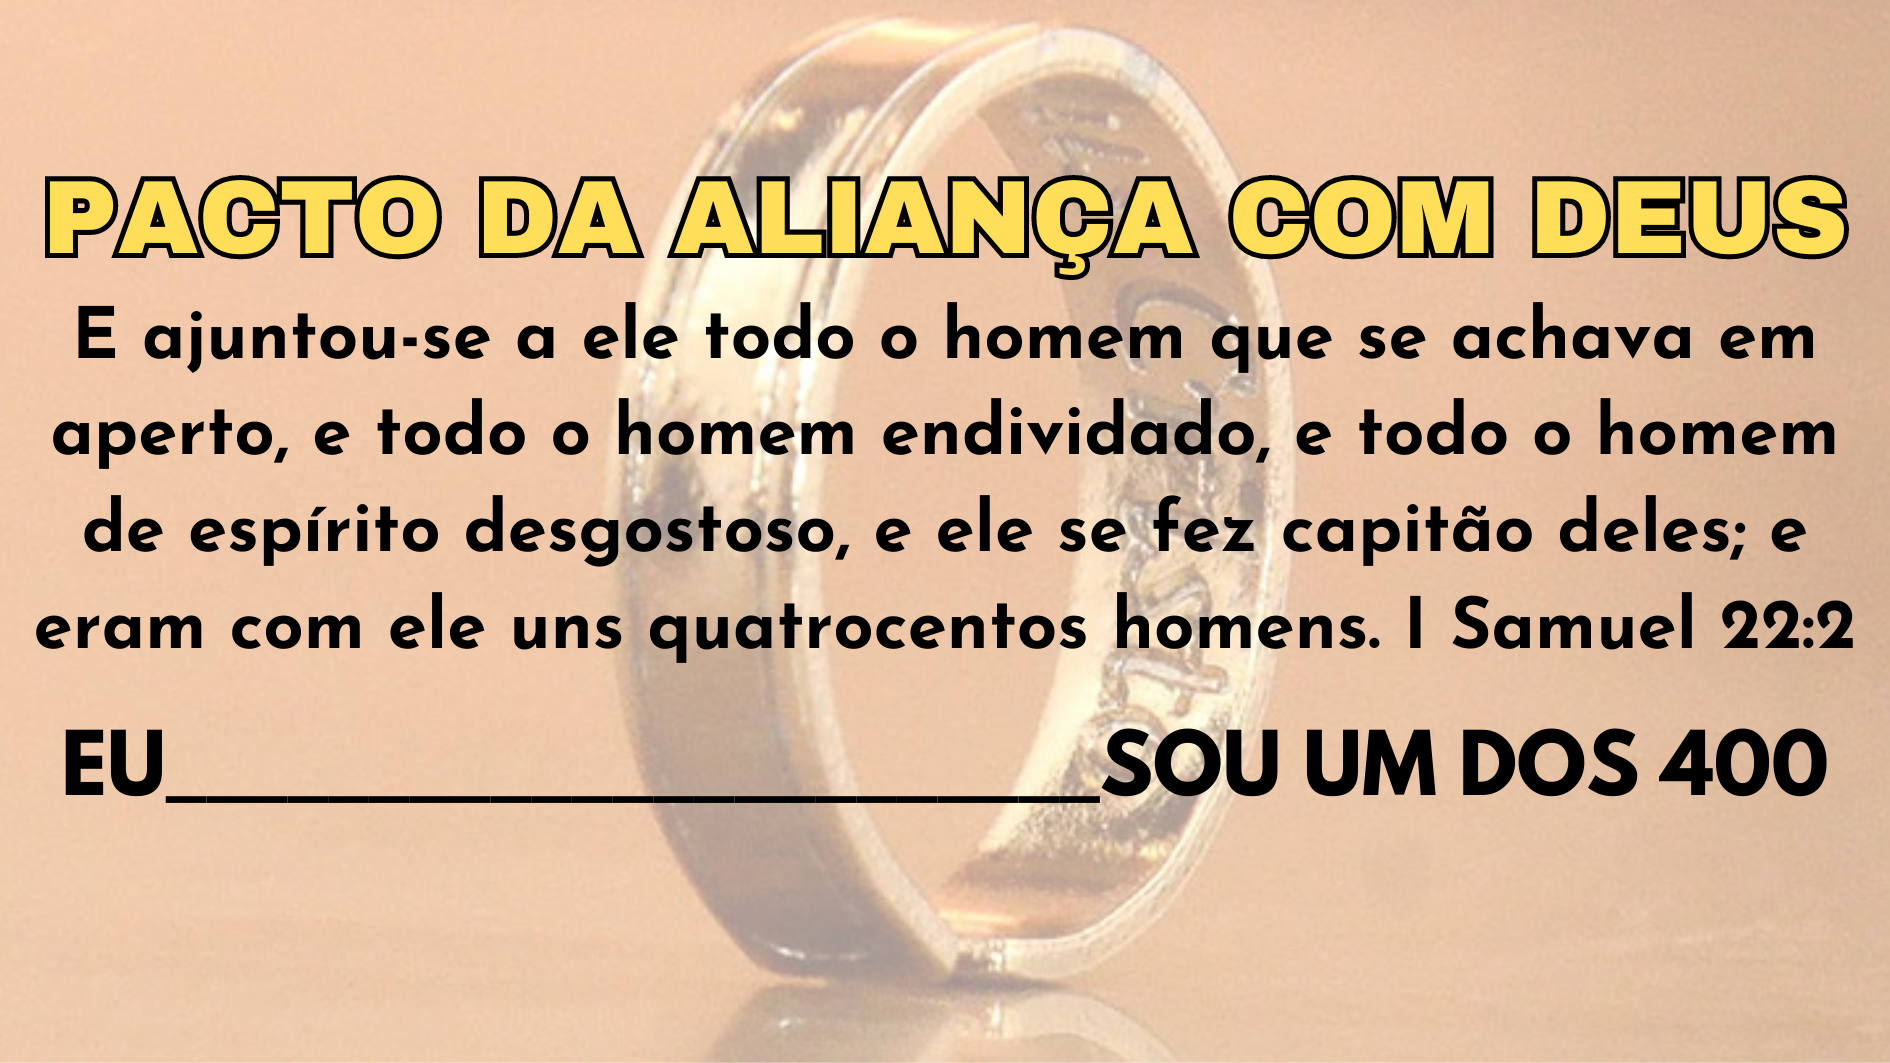 PACTO DA ALIANÇA COM DEUS
E ajuntou-se a ele todo o homem que se achava em
aperto, e todo o homem endividado, e todo o homem
de espírito desgostoso, e ele se fez capitão deles; e
eram com ele uns quatrocentos homens. I Samuel 22:2
EU_______________________SOU UM DOS 400